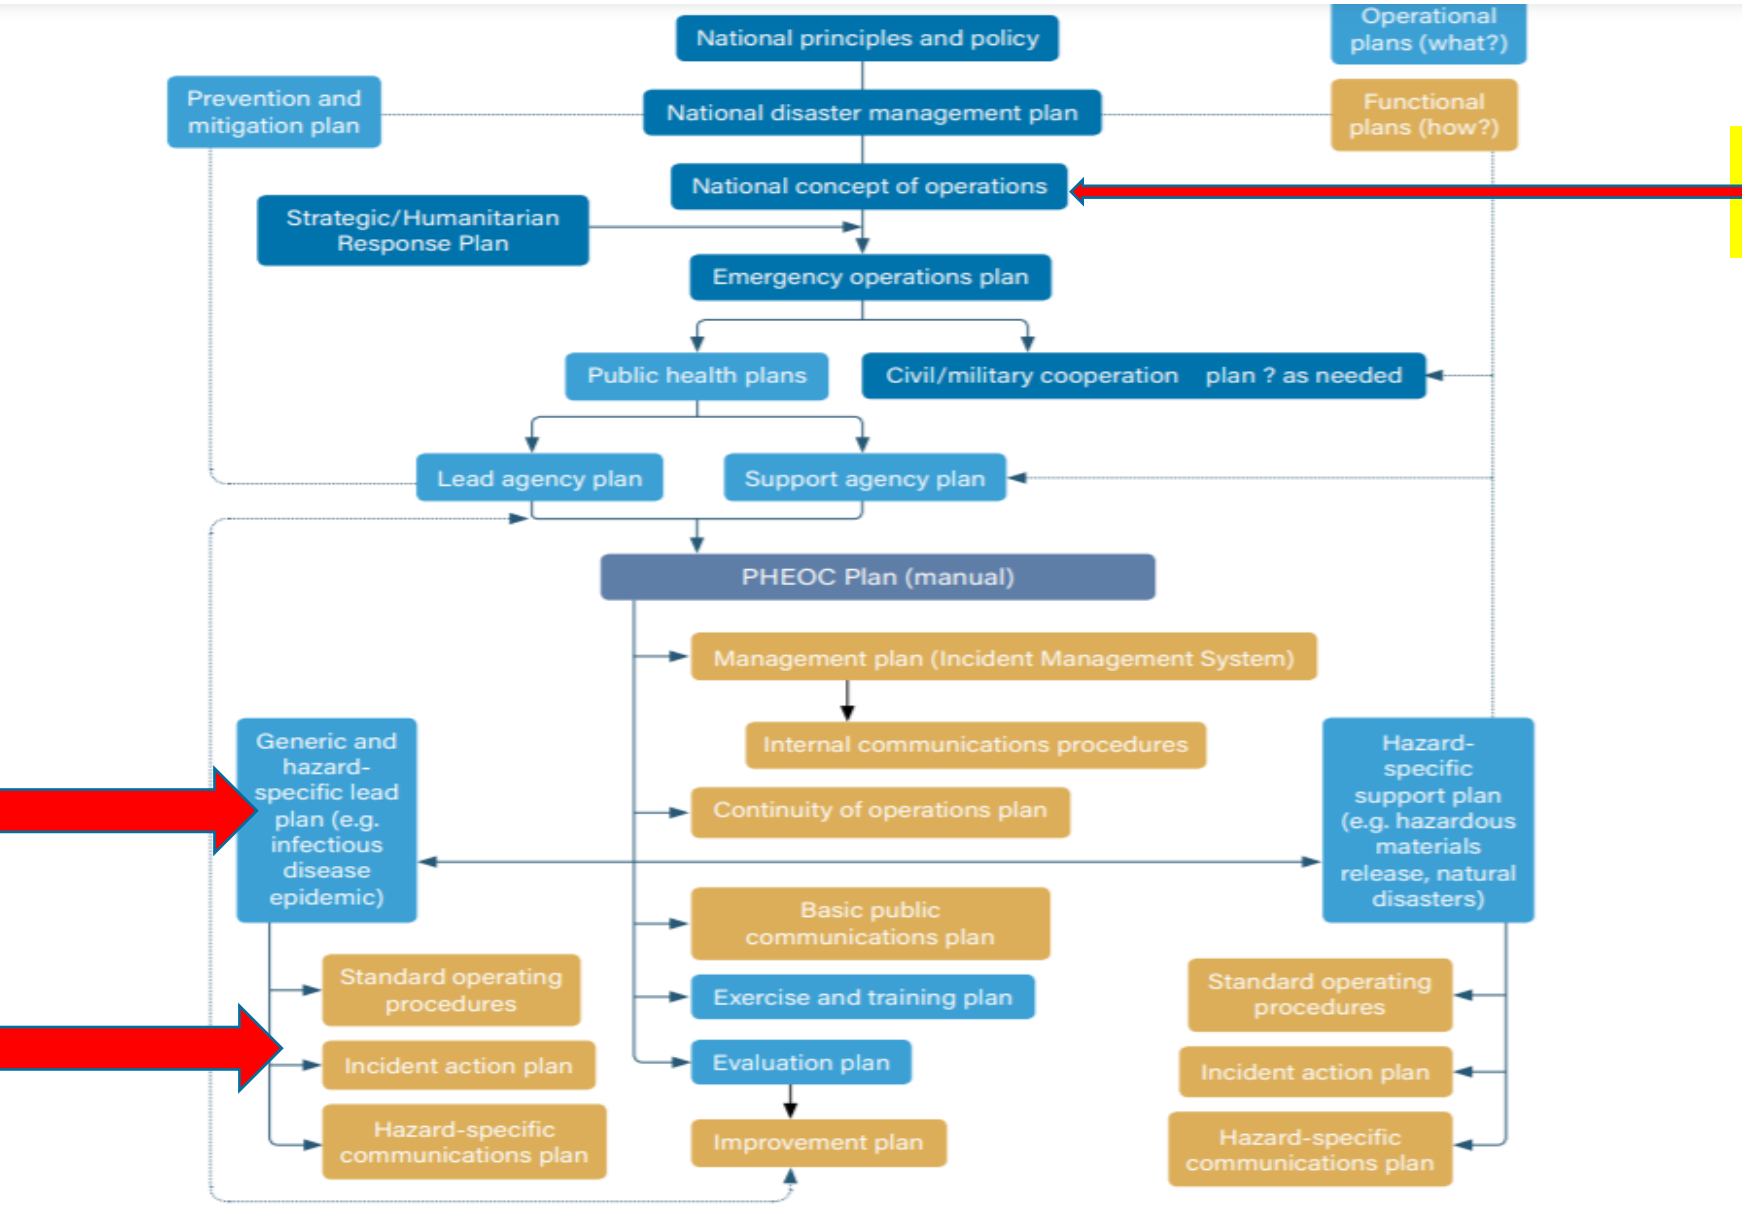 National principles and policy
Operational
plans (what?)
Prevention and
mitigation plan
National disaster management plan
Functional
plans (how?)
National concept of operations
Strategic/Humanitarian
Response Plan
Emergency operations plan
Public health plans
Civil/military cooperation plan ? as needed
Lead agency plan
Support agency plan
PHEOC Plan (manual)
Management plan (Incident Management System)
Internal communications procedures
Continuity of operations plan
Basic public
communications plan
Exercise and training plan
Evaluation plan
Improvement plan
Generic and
hazard-
specific lead
plan (e.g.
infectious
disease
epidemic)
Standard operating
procedures
Incident action plan
Hazard-specific
communications plan
Hazard-
specific
support plan
(e.g. hazardous
materials
release, natural
disasters)
Standard operating
procedures
Incident action plan
Hazard-specific
communications plan